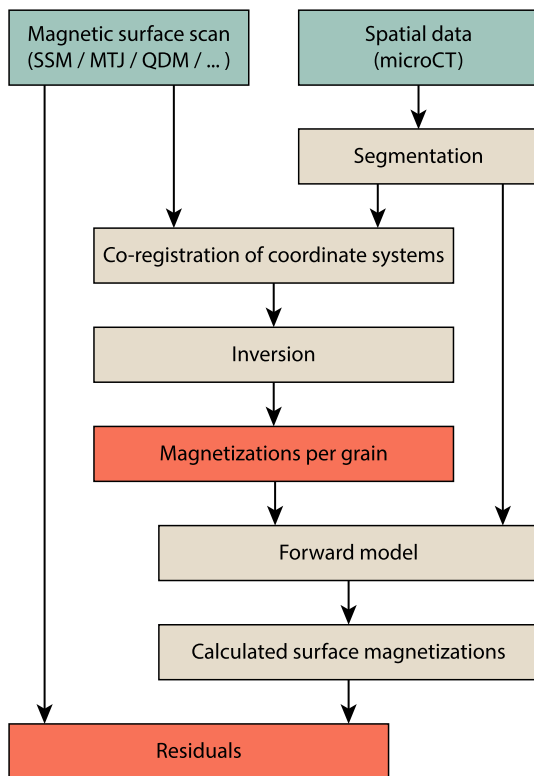 Magnetic surface scan
(SSM / MTJ / QDM / ... )
Spatial data
(microCT)
Segmentation
Co-registration of coordinate systems
Inversion
Magnetizations per grain
Forward model
Calculated surface magnetizations
Residuals